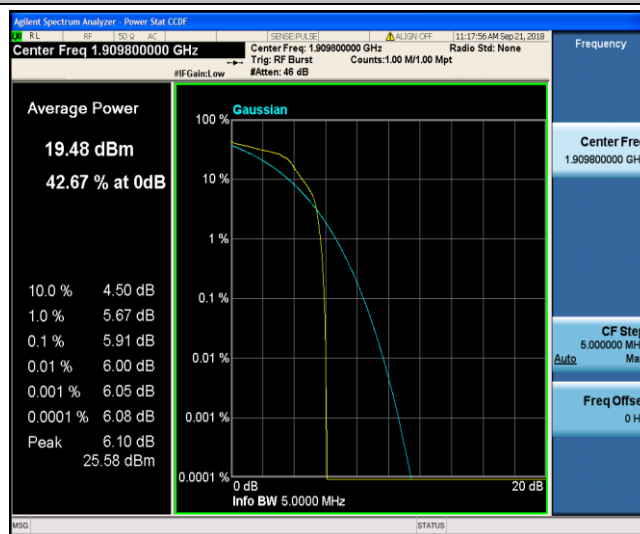 Agilent Spectrum Analyzer - Power Stat CCDF
RL RF 50 Ω AC SENSE:PULSE ALIGN OFF 11:17:56 AM Sep 21, 2018
Center Freq 1.909800000 GHz
Center Freq: 1.909800000 GHz Radio Std: None
Trig: RF Burst Counts:1.00 M/1.00 Mpt
#IFGain:Low #Atten: 46 dB
Frequency
Average Power
19.48 dBm
42.67 % at 0dB
10.0 % 4.50 dB
1.0 % 5.67 dB
0.1 % 5.91 dB
0.01 % 6.00 dB
0.001 % 6.05 dB
0.0001 % 6.08 dB
Peak 6.10 dB
25.58 dBm
Gaussian
100 %
10 %
1 %
0.1 %
0.01 %
0.001 %
0.0001 %
0 dB 20 dB
Info BW 5.0000 MHz
Center Fre
1.909800000 GH
CF Ste
5.000000 MH
Auto Ma
Freq Offse
0 H
MSG STATUS